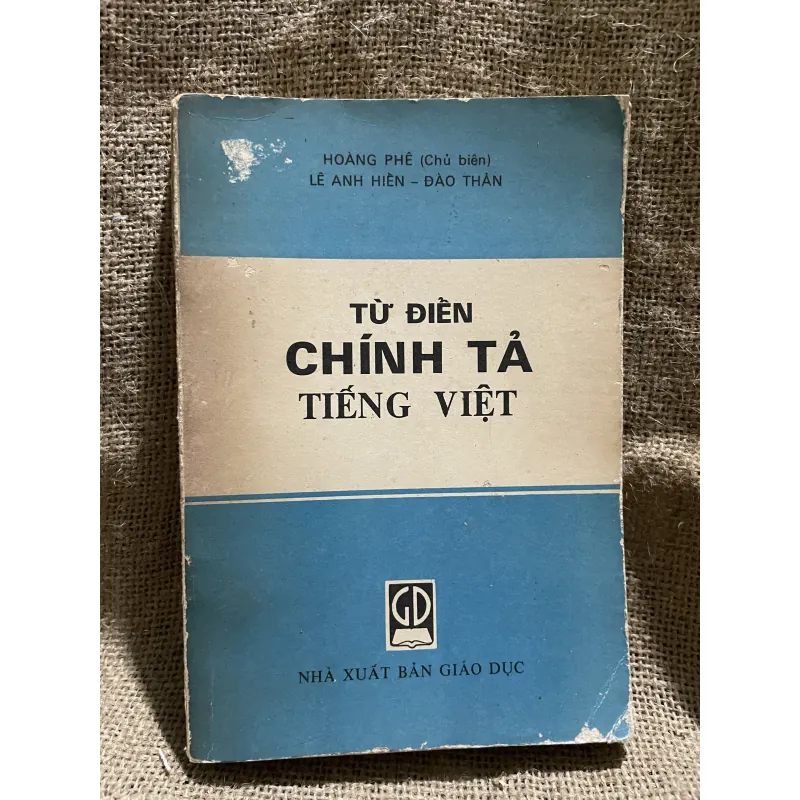 HOÀNG PHÊ (Chủ biên)
LÊ ANH HIỀN – ĐÀO THẢN
TỪ ĐIỂN
CHÍNH TẢ
TIẾNG VIỆT
GD
NHÀ XUẤT BẢN GIÁO DỤC